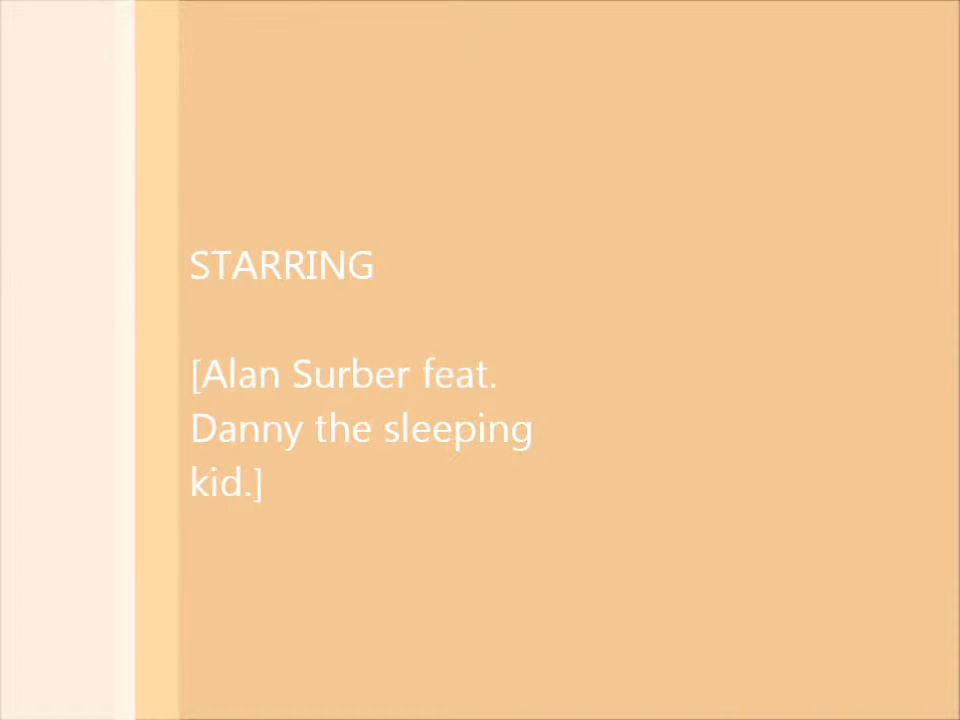 STARRING
[Alan Surber feat.
Danny the sleeping
kid.]